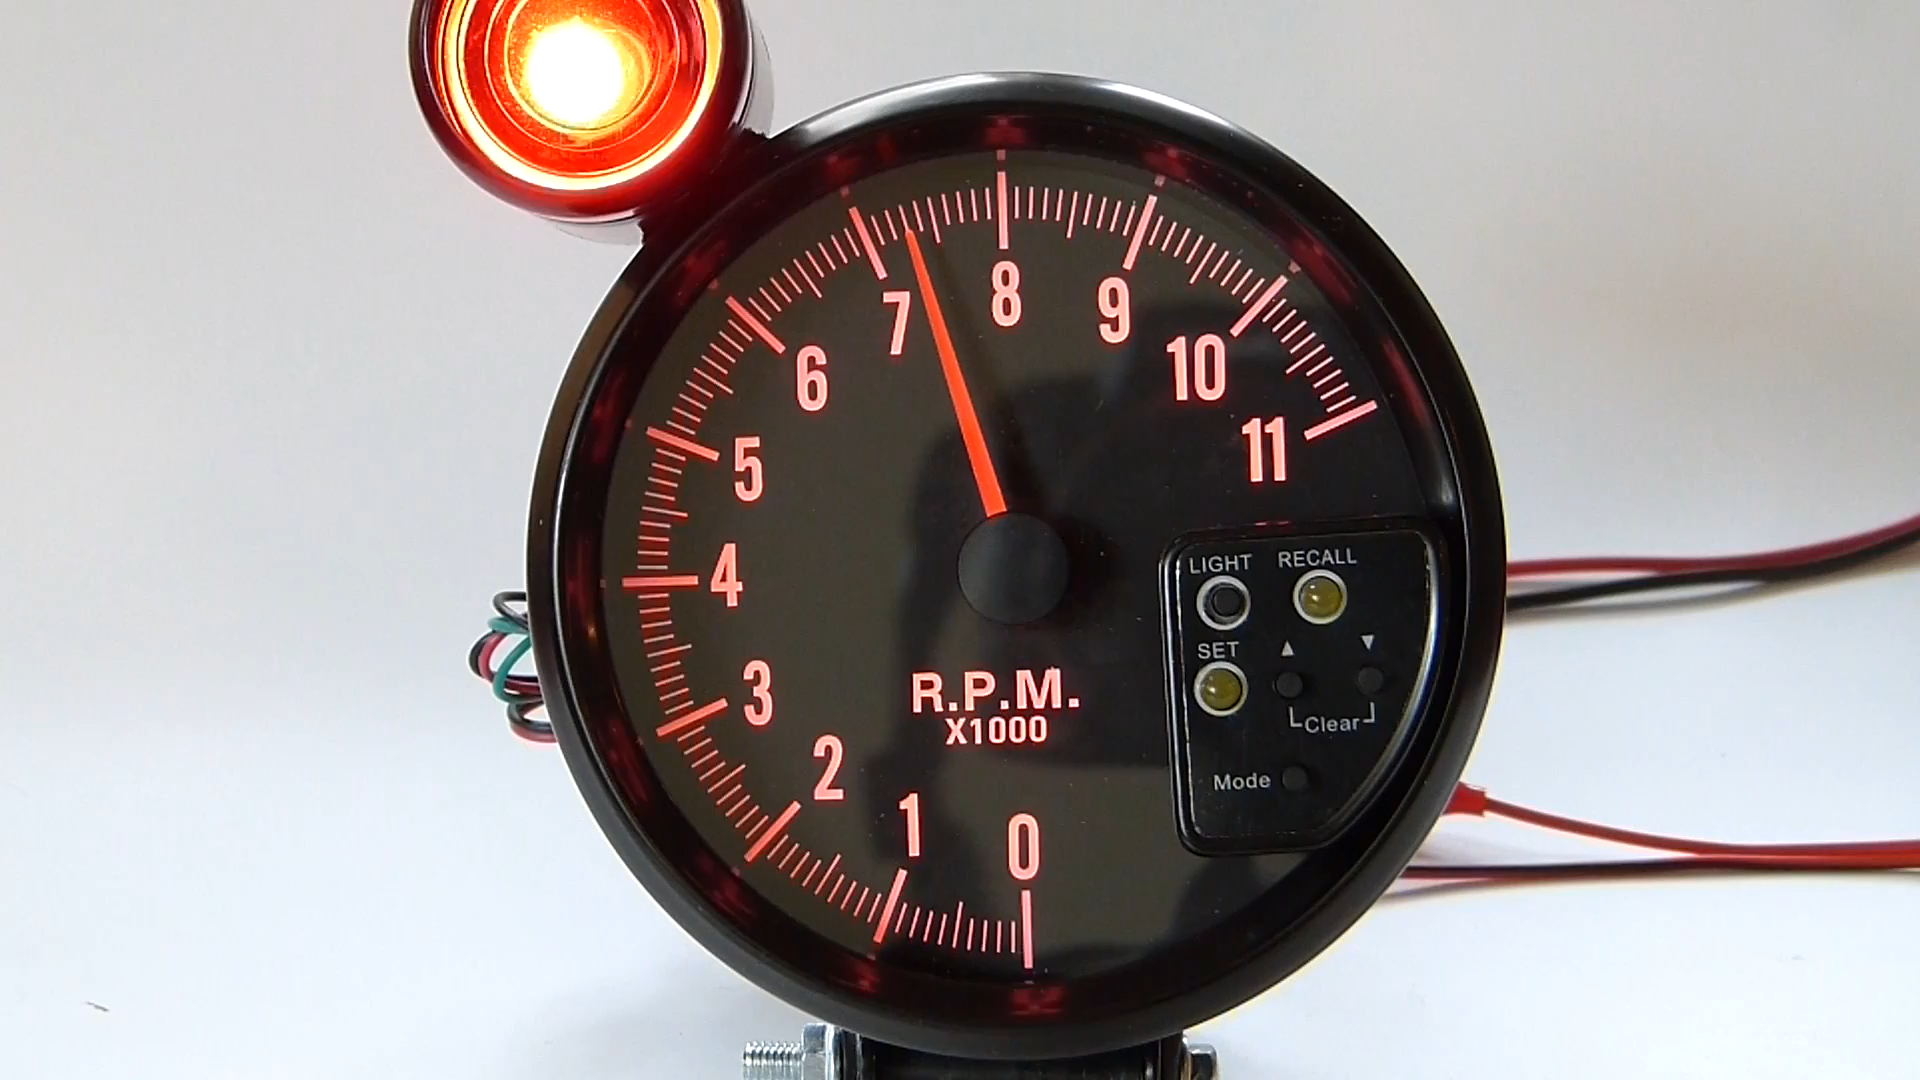 0
1
2
3
4
5
6
7
8
9
10
11
R.P.M.
X1000
LIGHT RECALL
SET ▲ ▼
Clear
Mode